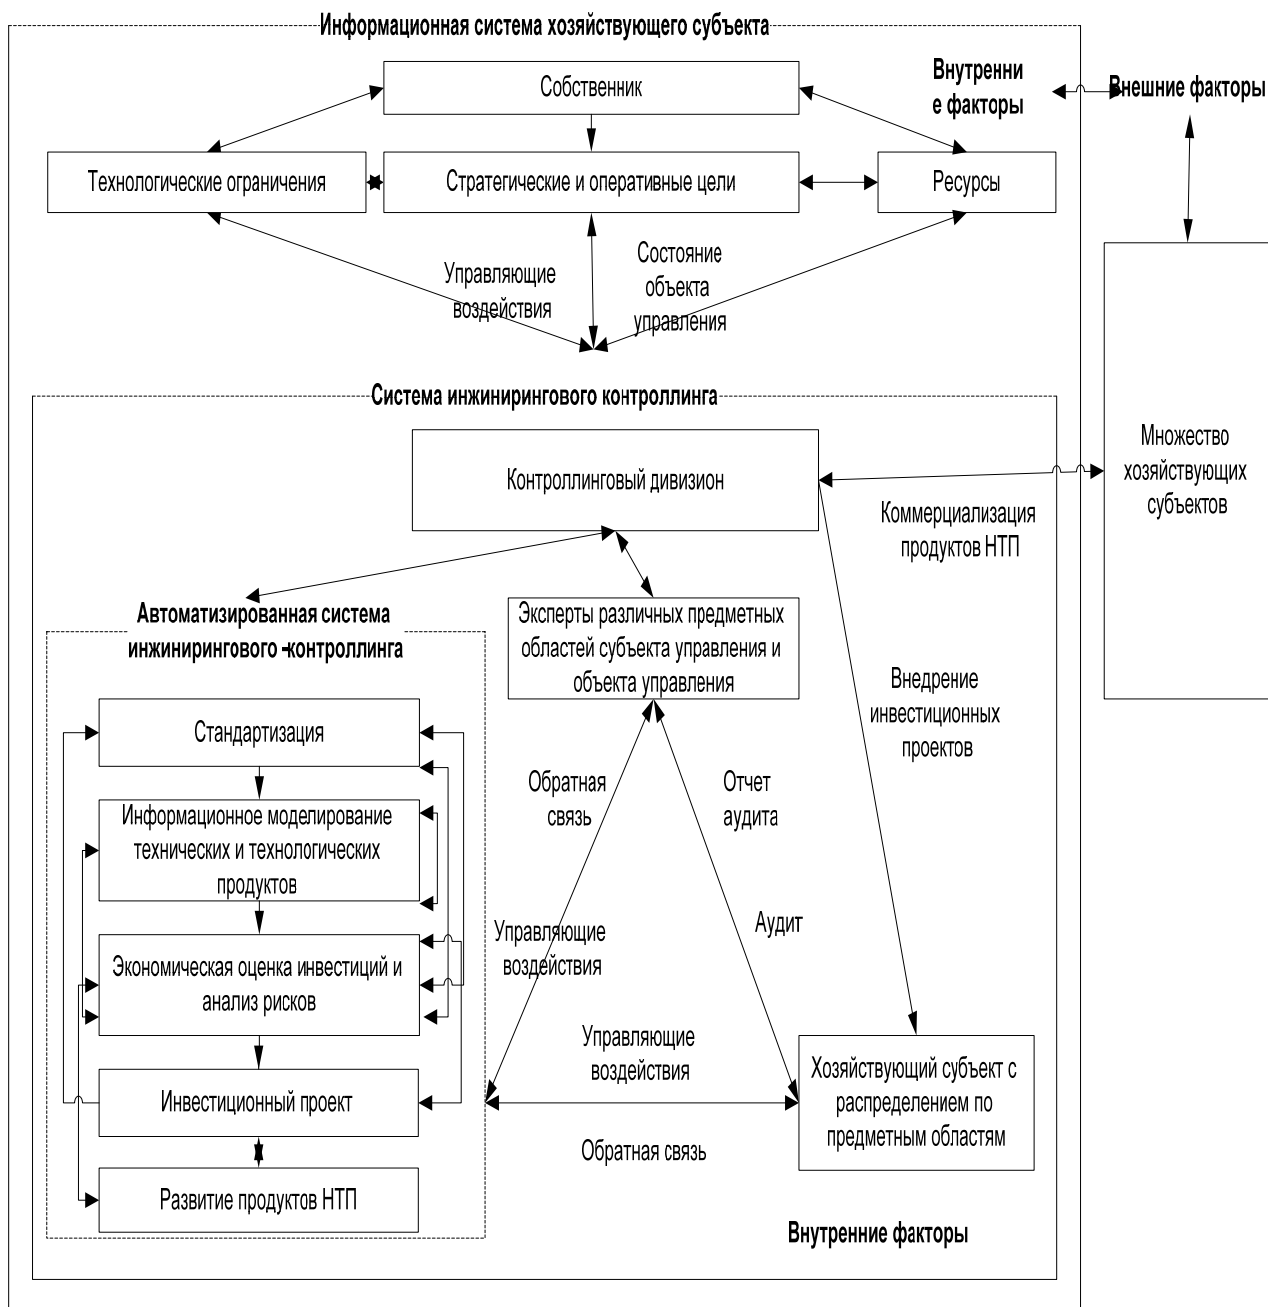 Информационная система хозяйствующего субъекта
Собственник
Внутренни
е факторы
Внешние факторы
Технологические ограничения
Стратегические и оперативные цели
Ресурсы
Управляющие
воздействия
Состояние
объекта
управления
Система инжинирингового контроллинга
Контроллинговый дивизион
Множество
хозяйствующих
субъектов
Коммерциализация
продуктов НТП
Автоматизированная система
инжинирингового -контроллинга
Эксперты различных предметных
областей субъекта управления и
объекта управления
Внедрение
инвестиционных
проектов
Стандартизация
Обратная
связь
Отчет
аудита
Информационное моделирование
технических и технологических
продуктов
Управляющие
воздействия
Аудит
Экономическая оценка инвестиций и
анализ рисков
Управляющие
воздействия
Хозяйствующий субъект с
распределением по
предметным областям
Инвестиционный проект
Обратная связь
Развитие продуктов НТП
Внутренние факторы